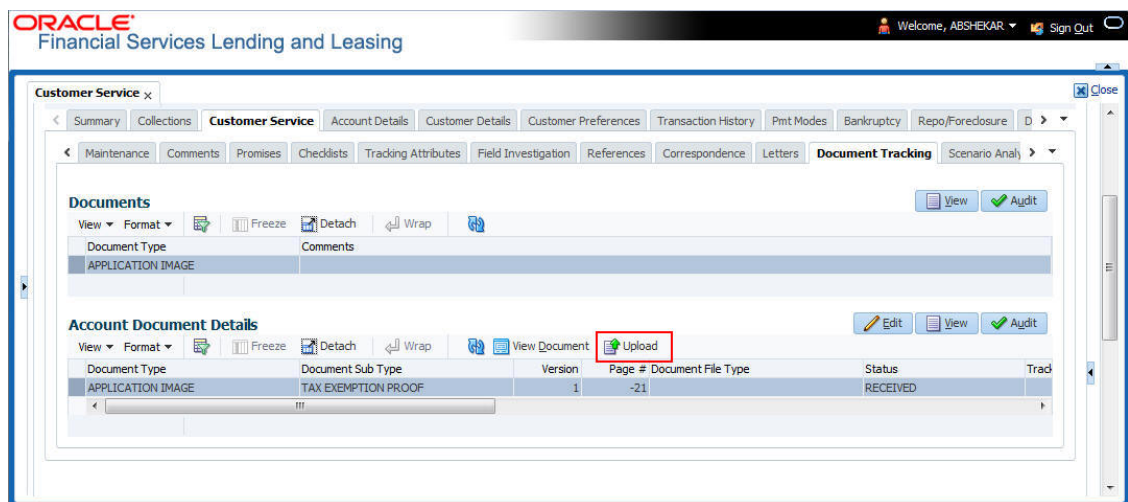 ORACLE
Financial Services Lending and Leasing
Welcome, ABSHEKAR Sign Out
Customer Service x
Close
Summary Collections Customer Service Account Details Customer Details Customer Preferences Transaction History Pmt Modes Bankruptcy Repo/Foreclosure D
Maintenance Comments Promises Checklists Tracking Attributes Field Investigation References Correspondence Letters Document Tracking Scenario Analy
Documents View Audit
View Format Freeze Detach Wrap
Document Type Comments
APPLICATION IMAGE
Account Document Details Edit View Audit
View Format Freeze Detach Wrap View Document Upload
Document Type Document Sub Type Version Page # Document File Type Status Track
APPLICATION IMAGE TAX EXEMPTION PROOF 1 -21 RECEIVED